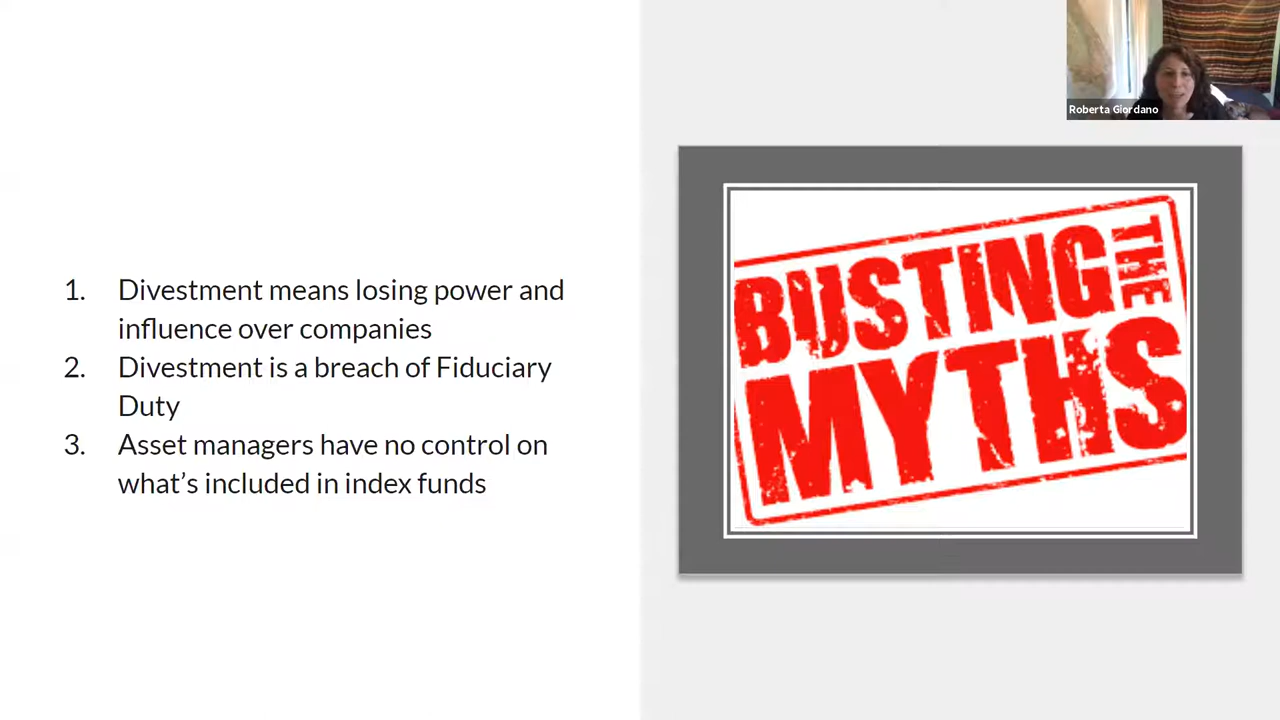 Roberta Giordano
1. Divestment means losing power and
influence over companies
2. Divestment is a breach of Fiduciary
Duty
3. Asset managers have no control on
what's included in index funds
BUSTING THE
MYTHS